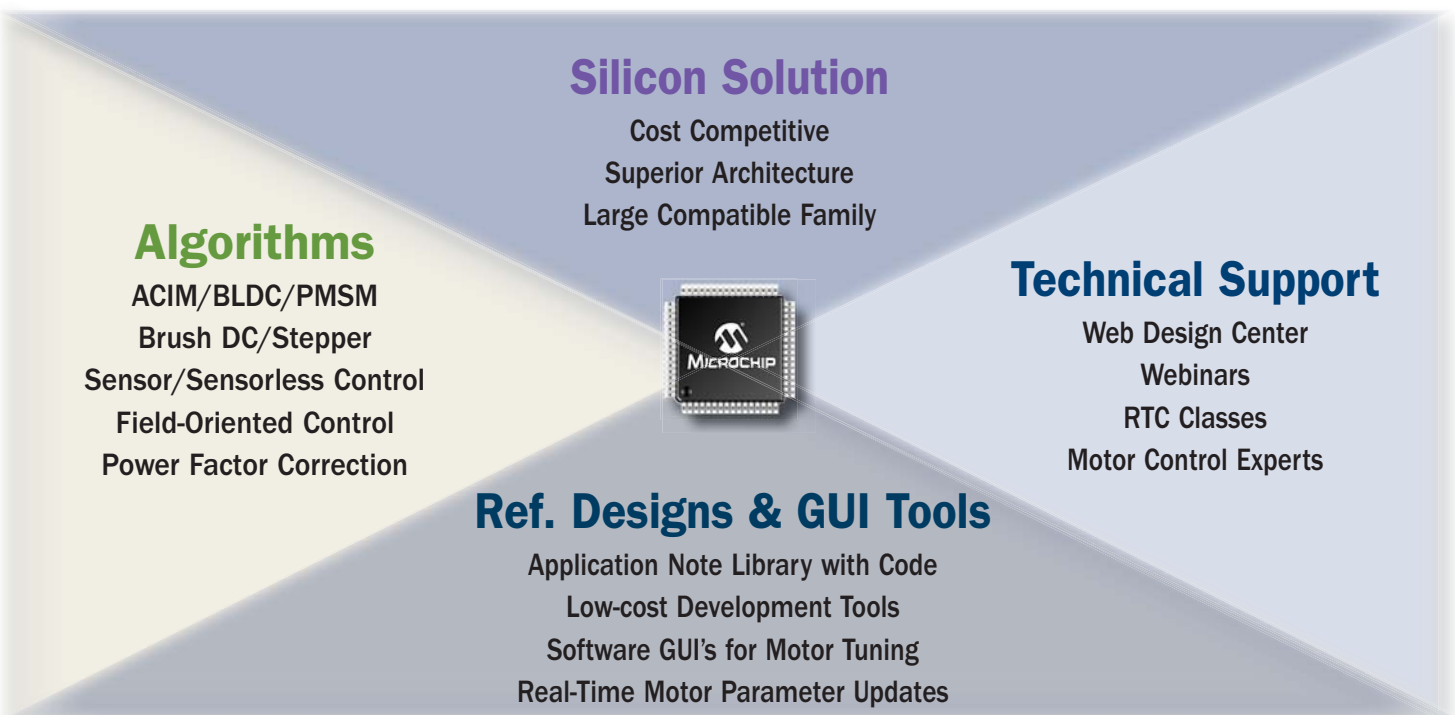 Silicon Solution
Cost Competitive
Superior Architecture
Large Compatible Family
Algorithms
ACIM/BLDC/PMSM
Brush DC/Stepper
Sensor/Sensorless Control
Field-Oriented Control
Power Factor Correction
MICROCHIP
Technical Support
Web Design Center
Webinars
RTC Classes
Motor Control Experts
Ref. Designs & GUI Tools
Application Note Library with Code
Low-cost Development Tools
Software GUI’s for Motor Tuning
Real-Time Motor Parameter Updates